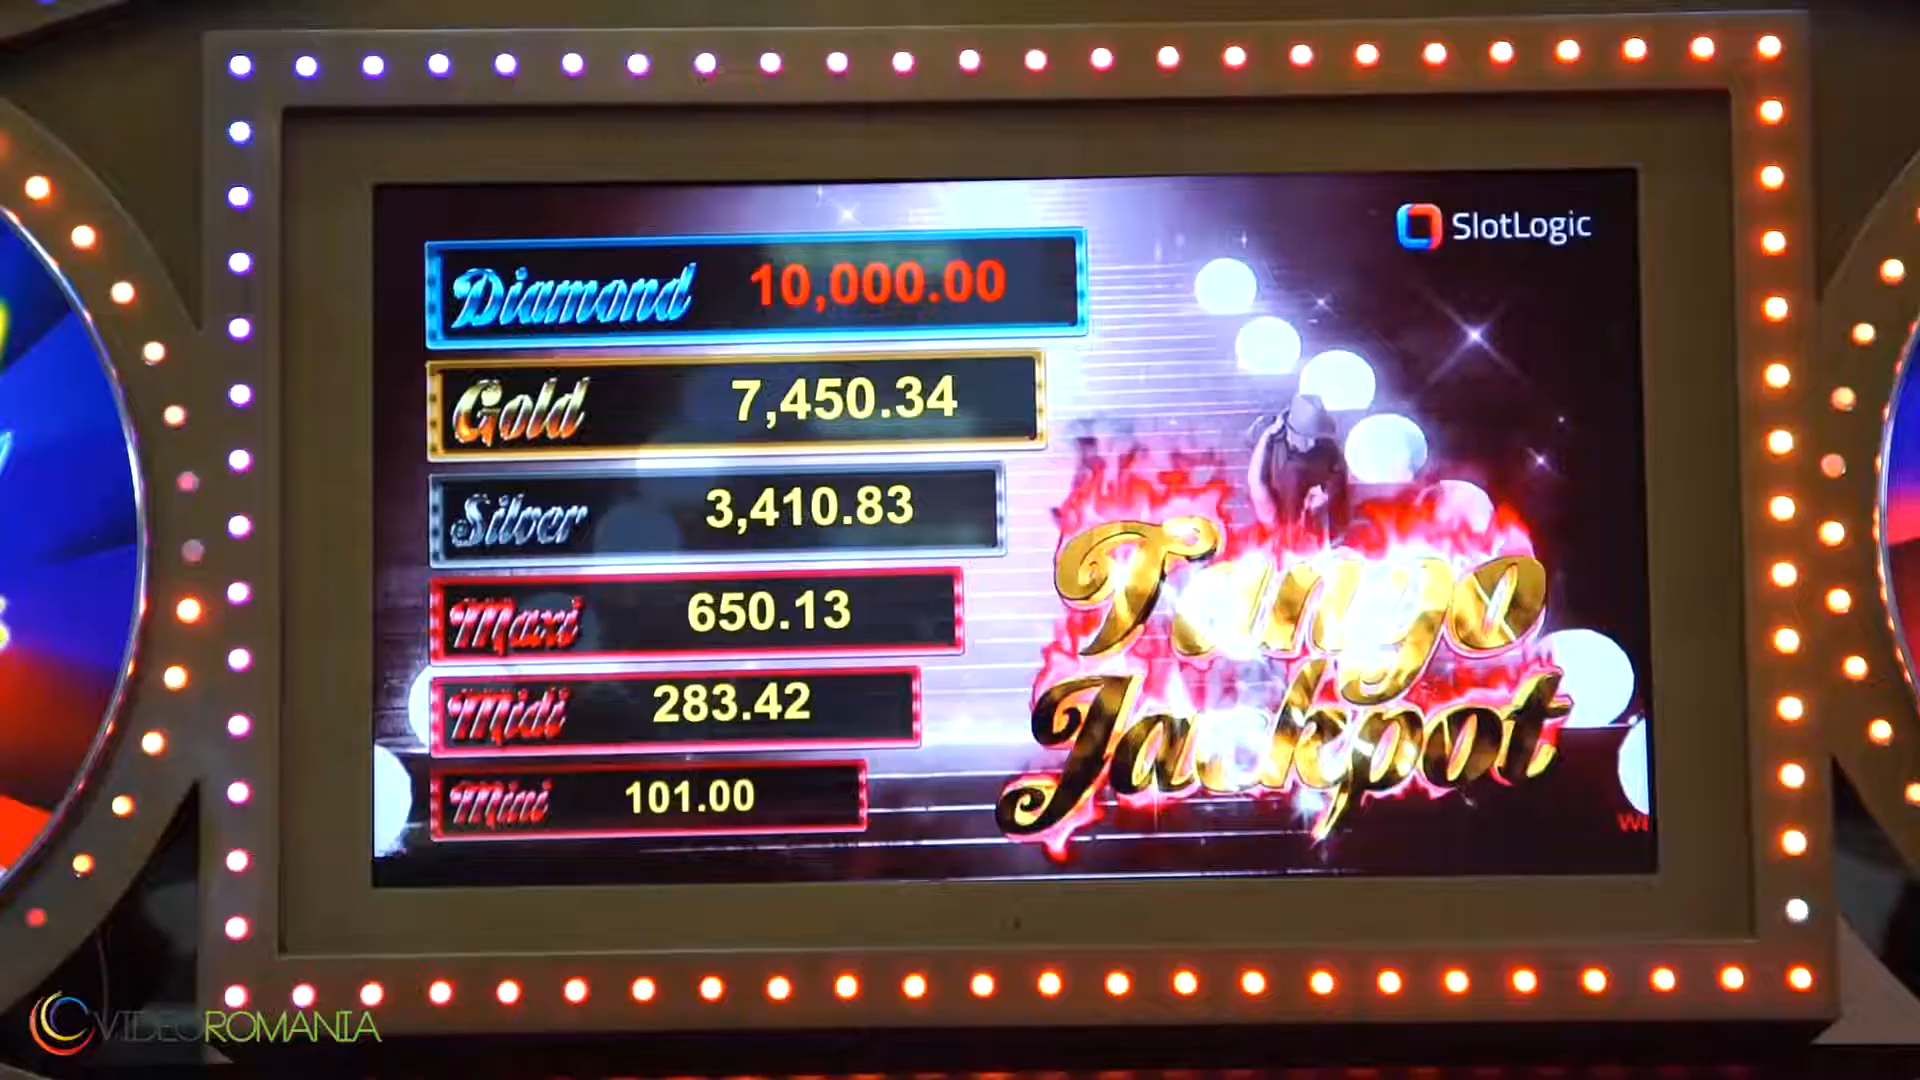 SlotLogic
Diamond 10,000.00
Gold 7,450.34
Silver 3,410.83
Maxi 650.13
Midi 283.42
Mini 101.00
Tango
Jackpot
VIDEOROMANIA